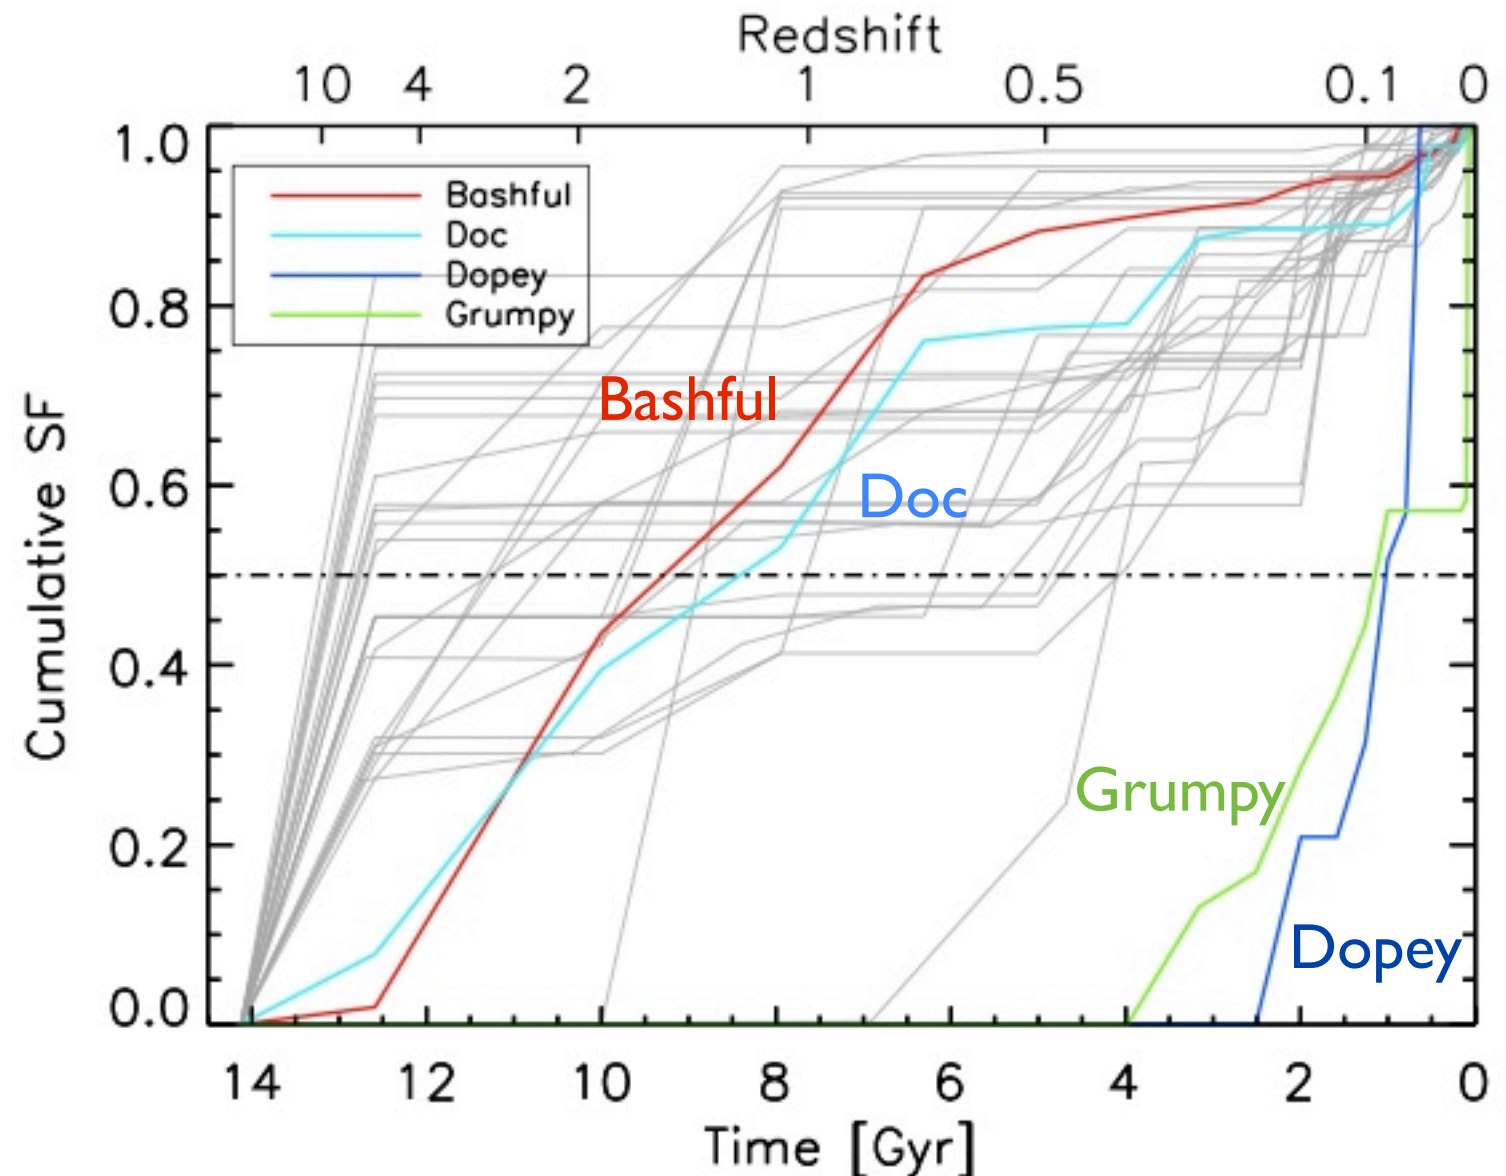 Redshift
10 4 2 1 0.5 0.1 0
1.0
0.8
0.6
0.4
0.2
0.0
Cumulative SF
Bashful
Doc
Dopey
Grumpy
Bashful
Doc
Grumpy
Dopey
14 12 10 8 6 4 2 0
Time [Gyr]